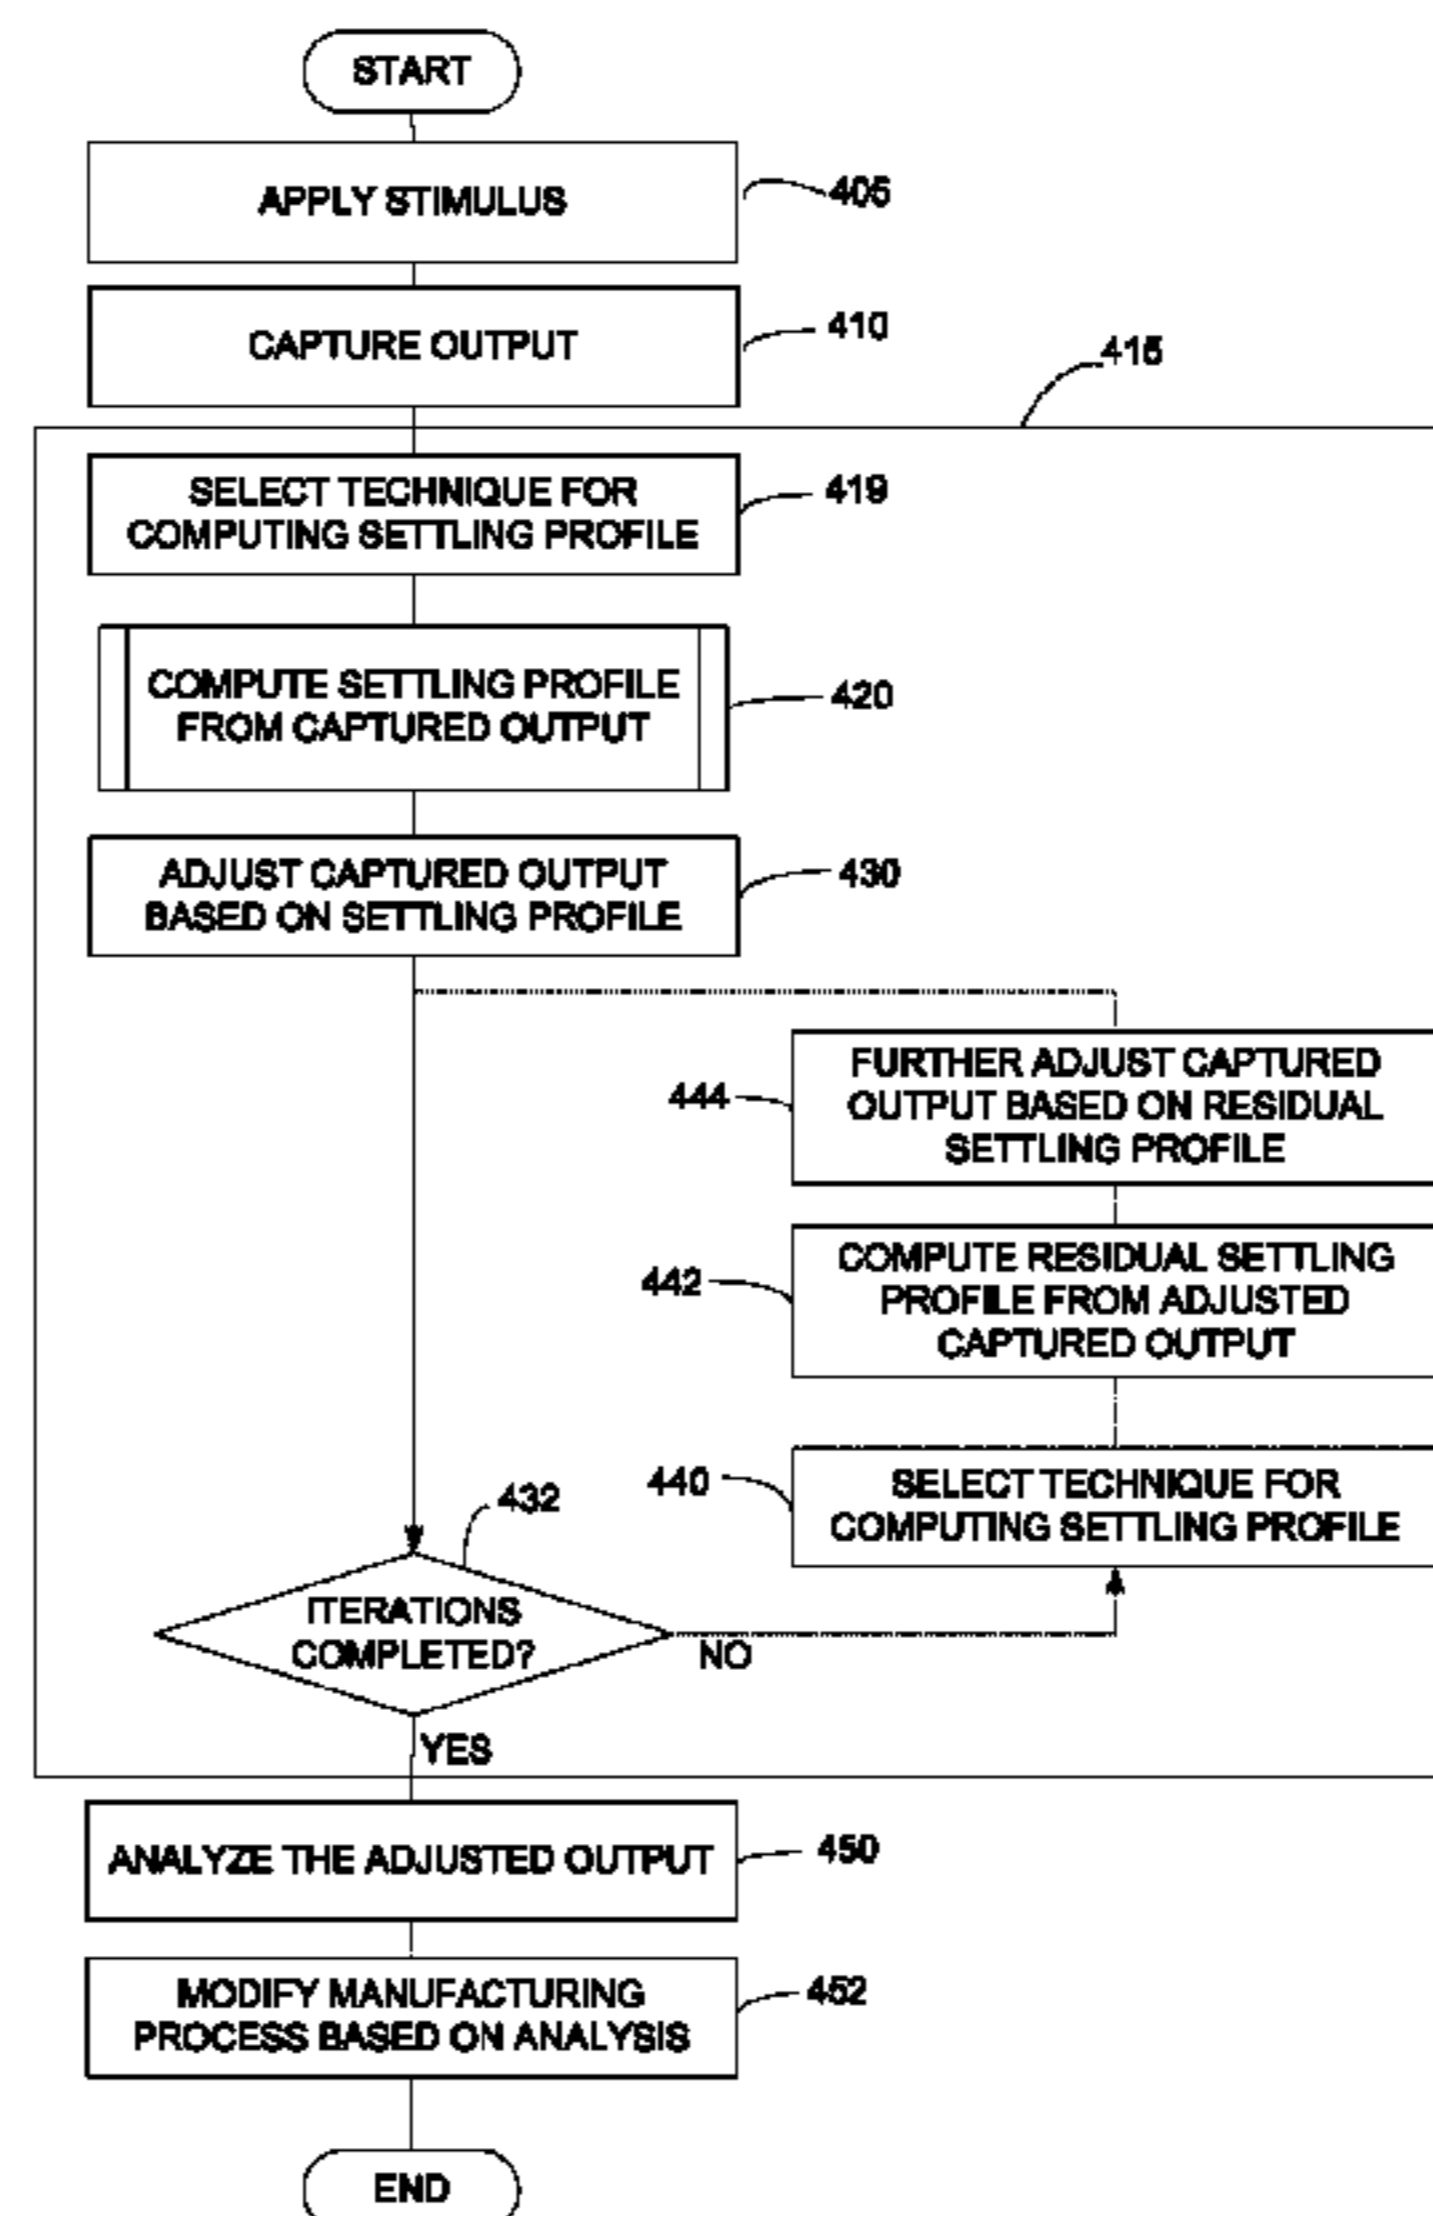 START
APPLY STIMULUS
405
CAPTURE OUTPUT
410
415
SELECT TECHNIQUE FOR
COMPUTING SETTLING PROFILE
419
COMPUTE SETTLING PROFILE
FROM CAPTURED OUTPUT
420
ADJUST CAPTURED OUTPUT
BASED ON SETTLING PROFILE
430
444
FURTHER ADJUST CAPTURED
OUTPUT BASED ON RESIDUAL
SETTLING PROFILE
442
COMPUTE RESIDUAL SETTLING
PROFILE FROM ADJUSTED
CAPTURED OUTPUT
440
SELECT TECHNIQUE FOR
COMPUTING SETTLING PROFILE
432
ITERATIONS
COMPLETED?
NO
YES
ANALYZE THE ADJUSTED OUTPUT
450
MODIFY MANUFACTURING
PROCESS BASED ON ANALYSIS
452
END